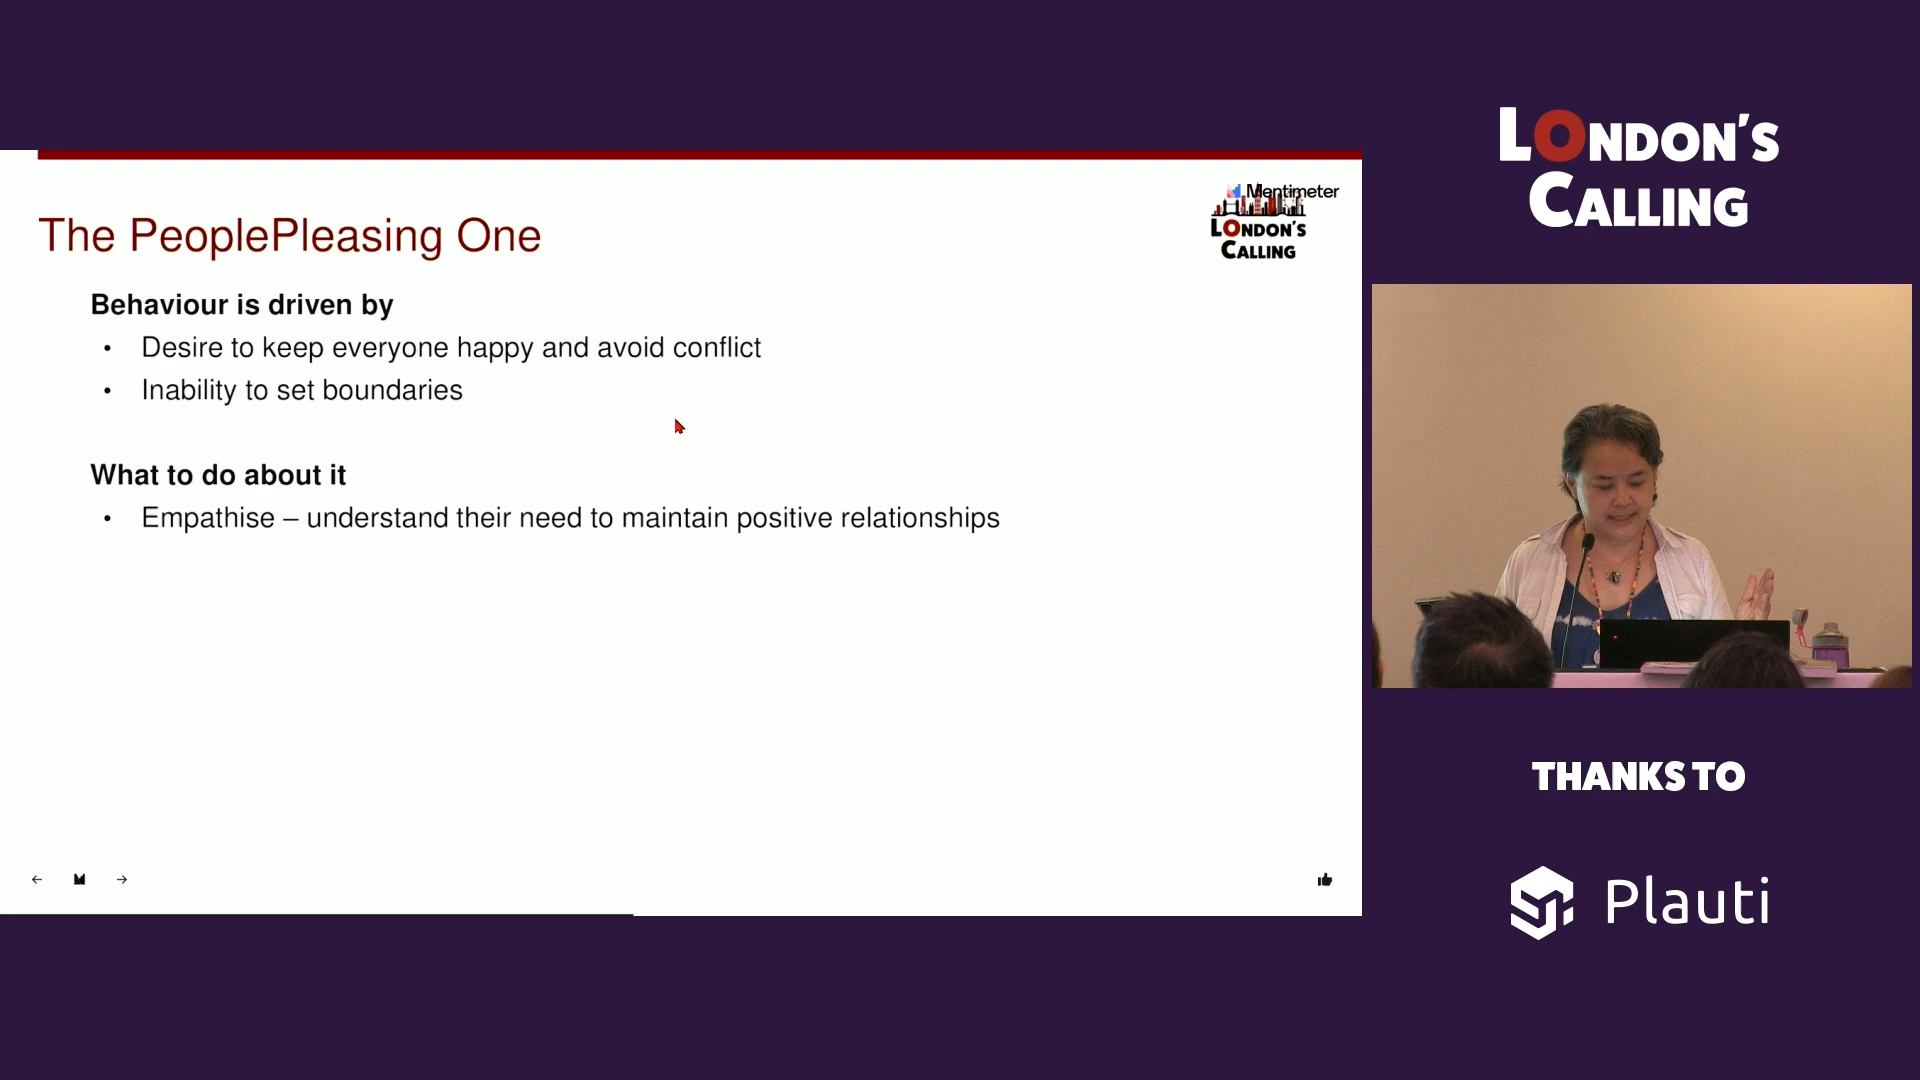 The PeoplePleasing One
Mentimeter
LONDON'S
CALLING
Behaviour is driven by
• Desire to keep everyone happy and avoid conflict
• Inability to set boundaries
What to do about it
• Empathise – understand their need to maintain positive relationships
LONDON'S
CALLING
THANKS TO
Plauti